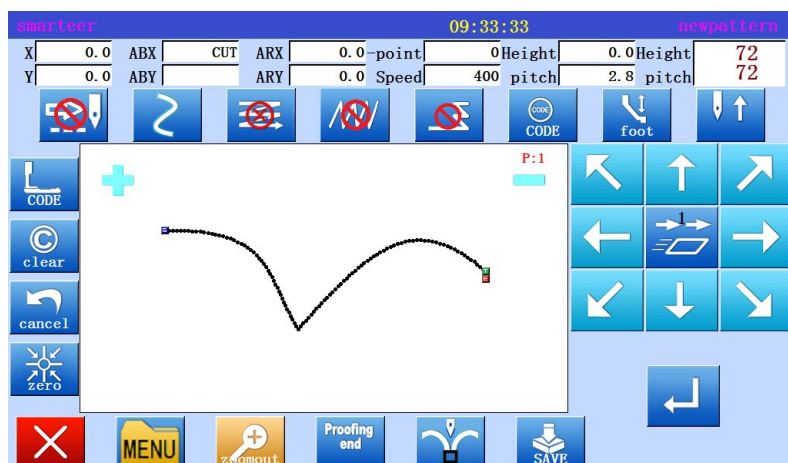 smarteer 09:33:33 newpattern
X 0.0 ABX CUT ARX 0.0 -point 0 Height 0.0 Height 72
Y 0.0 ABY ARY 0.0 Speed 400 pitch 2.8 pitch 72
CODE CODE foot
P:1
CODE
1
clear
cancel
zero
MENU zoomout Proofing end SAVE